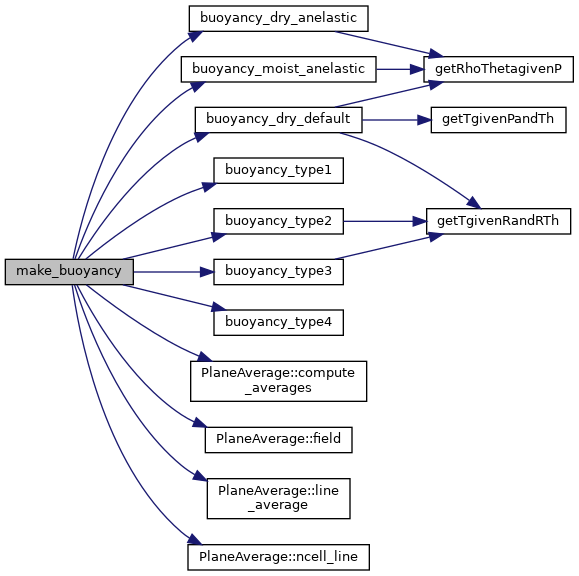 buoyancy_dry_anelastic
buoyancy_moist_anelastic
getRhoThetagivenP
buoyancy_dry_default
getTgivenPandTh
buoyancy_type1
buoyancy_type2
getTgivenRandRTh
make_buoyancy
buoyancy_type3
buoyancy_type4
PlaneAverage::compute
_averages
PlaneAverage::field
PlaneAverage::line
_average
PlaneAverage::ncell_line